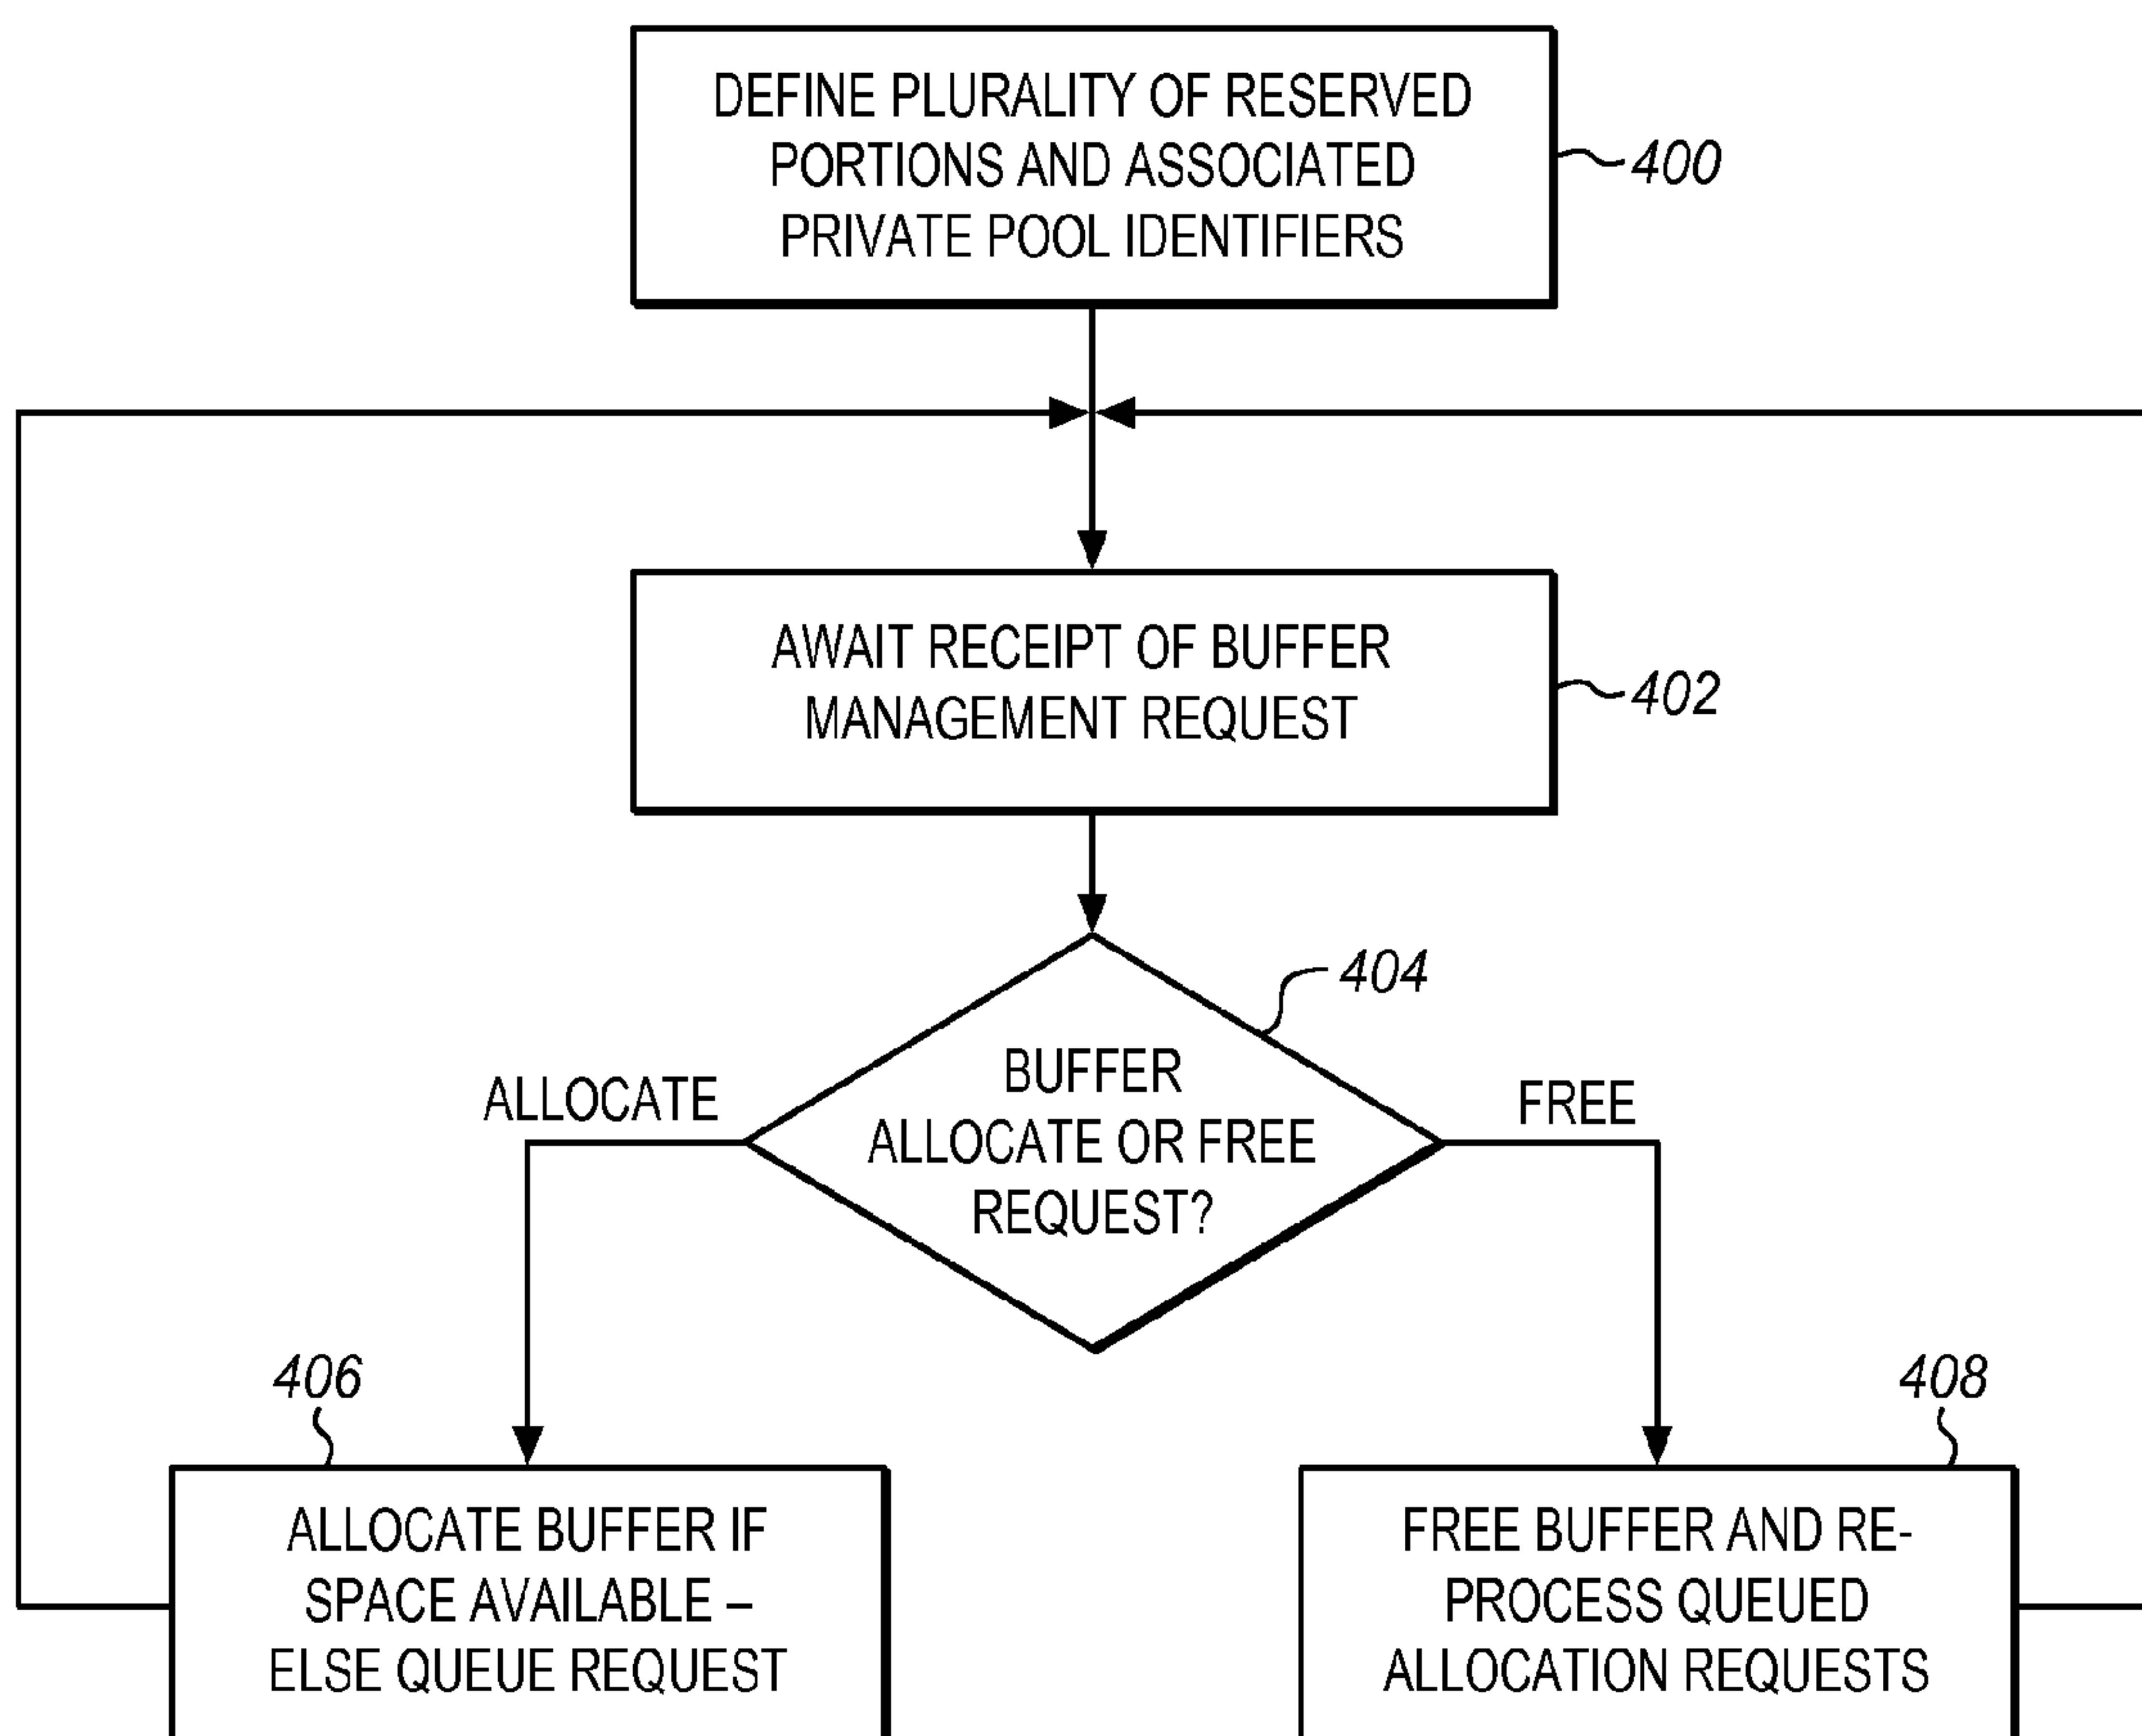 DEFINE PLURALITY OF RESERVED
PORTIONS AND ASSOCIATED
PRIVATE POOL IDENTIFIERS
400
AWAIT RECEIPT OF BUFFER
MANAGEMENT REQUEST
402
404
BUFFER
ALLOCATE OR FREE
REQUEST?
ALLOCATE
FREE
406
ALLOCATE BUFFER IF
SPACE AVAILABLE –
ELSE QUEUE REQUEST
408
FREE BUFFER AND RE-
PROCESS QUEUED
ALLOCATION REQUESTS